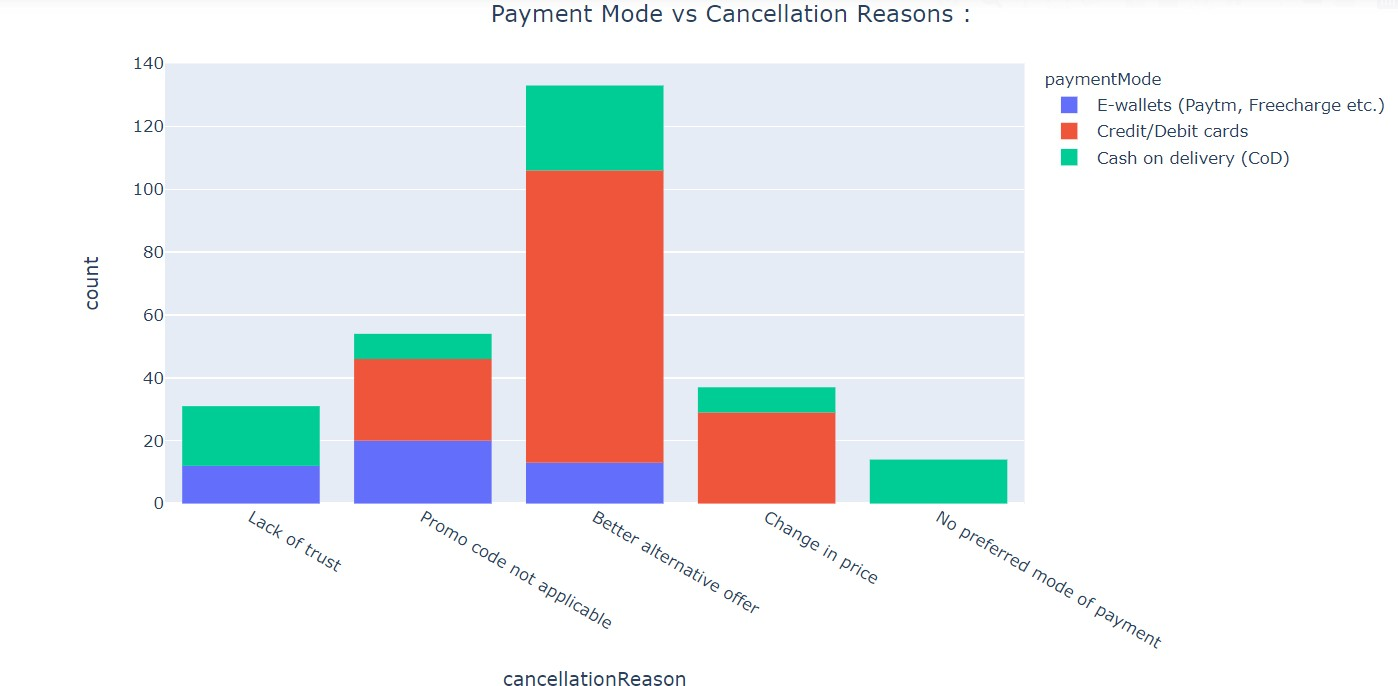 Payment Mode vs Cancellation Reasons :
140
120
100
80
60
40
20
0
count
Lack of trust
Promo code not applicable
Better alternative offer
Change in price
No preferred mode of payment
cancellationReason
paymentMode
E-wallets (Paytm, Freecharge etc.)
Credit/Debit cards
Cash on delivery (CoD)